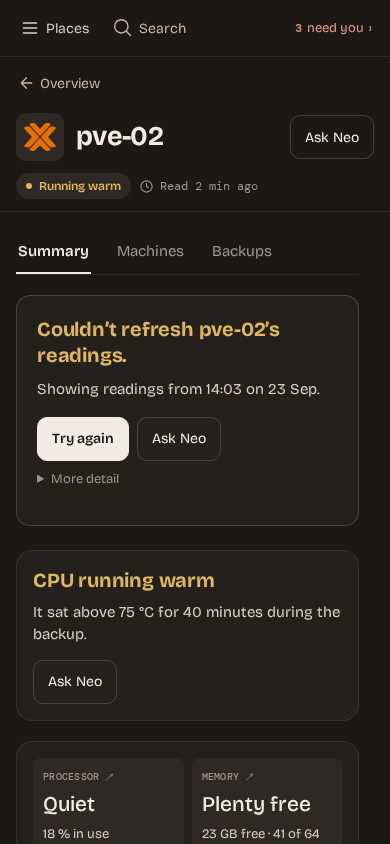 Places
Search
3 need you ›
← Overview
pve-02
Ask Neo
Running warm
Read 2 min ago
Summary
Machines
Backups
Couldn’t refresh pve-02’s
readings.
Showing readings from 14:03 on 23 Sep.
Try again
Ask Neo
▶ More detail
CPU running warm
It sat above 75 °C for 40 minutes during the
backup.
Ask Neo
PROCESSOR ↗
MEMORY ↗
Quiet
Plenty free
18 % in use
23 GB free · 41 of 64